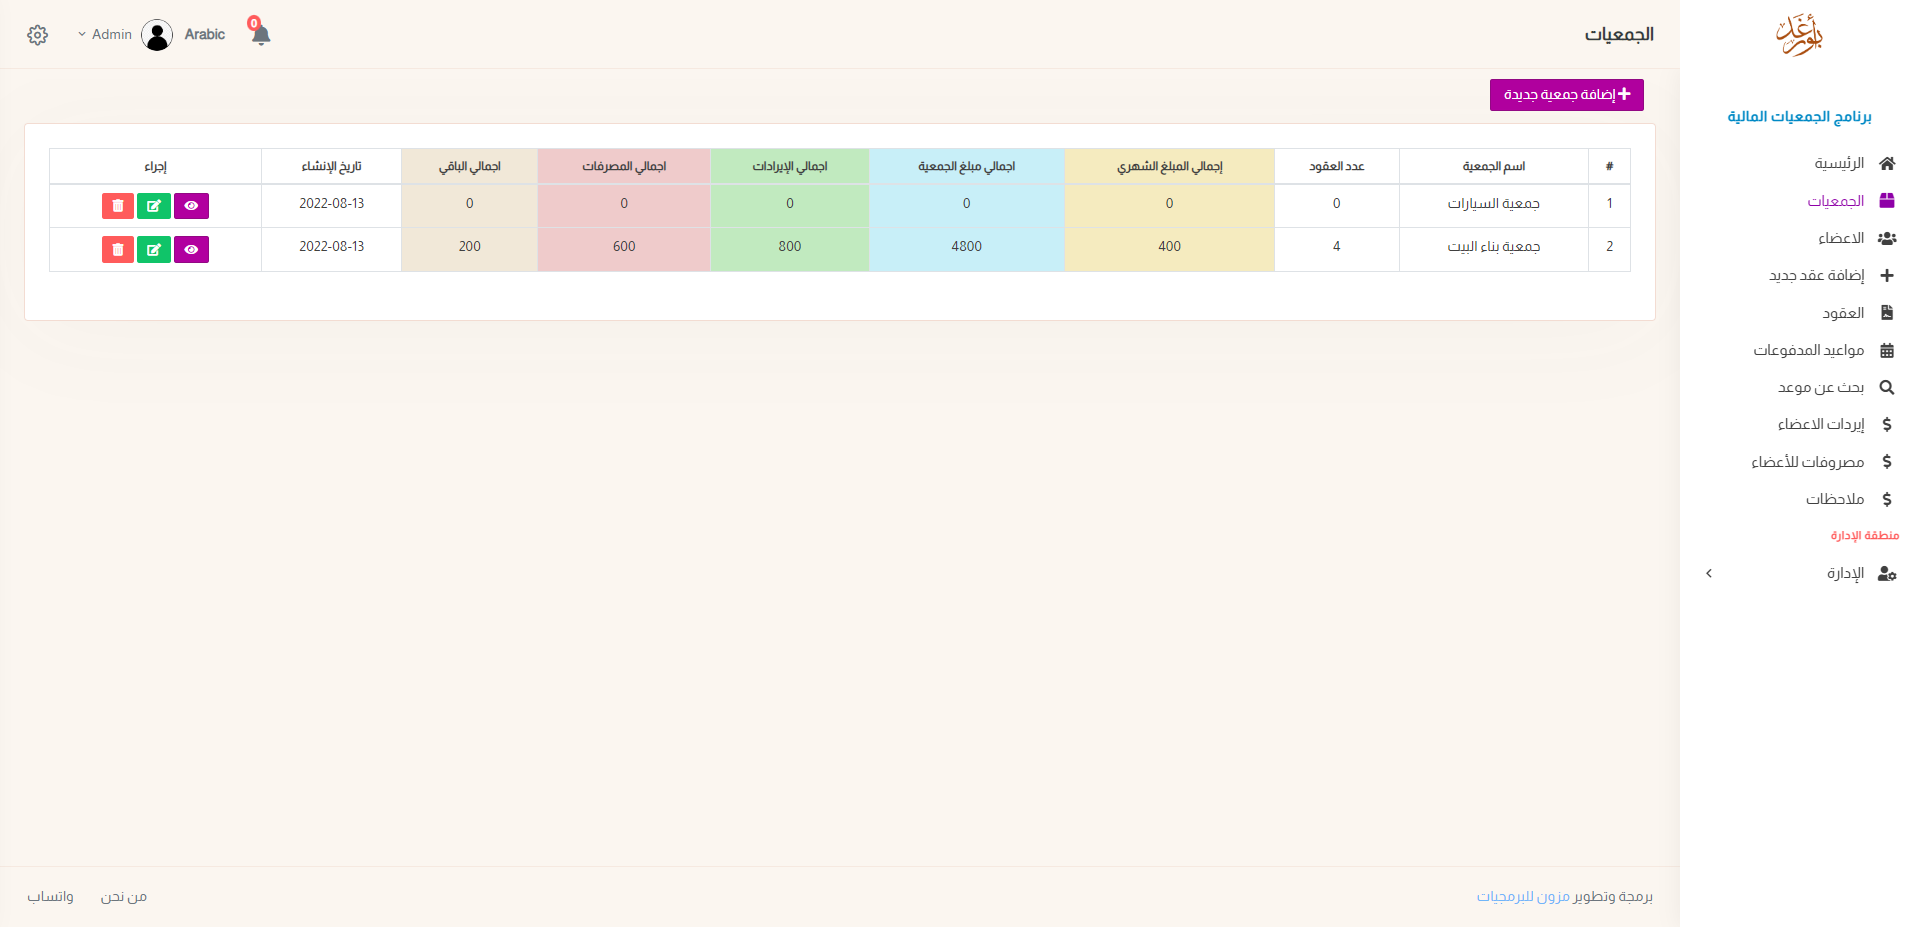 بأورغد
برنامج الجمعيات المالية
الرئيسية
الجمعيات
الاعضاء
إضافة عقد جديد
العقود
مواعيد المدفوعات
بحث عن موعد
إيردات الاعضاء
مصروفات للأعضاء
ملاحظات
منطقة الإدارة
الإدارة
الجمعيات
0
Arabic
Admin
إضافة جمعية جديدة
# اسم الجمعية عدد العقود إجمالي المبلغ الشهري اجمالي مبلغ الجمعية اجمالي الإيرادات اجمالي المصرفات اجمالي الباقي تاريخ الإنشاء إجراء
1 جمعية السيارات 0 0 0 0 0 0 2022-08-13
2 جمعية بناء البيت 4 400 4800 800 600 200 2022-08-13
برمجة وتطوير مزون للبرمجيات
من نحن
واتساب